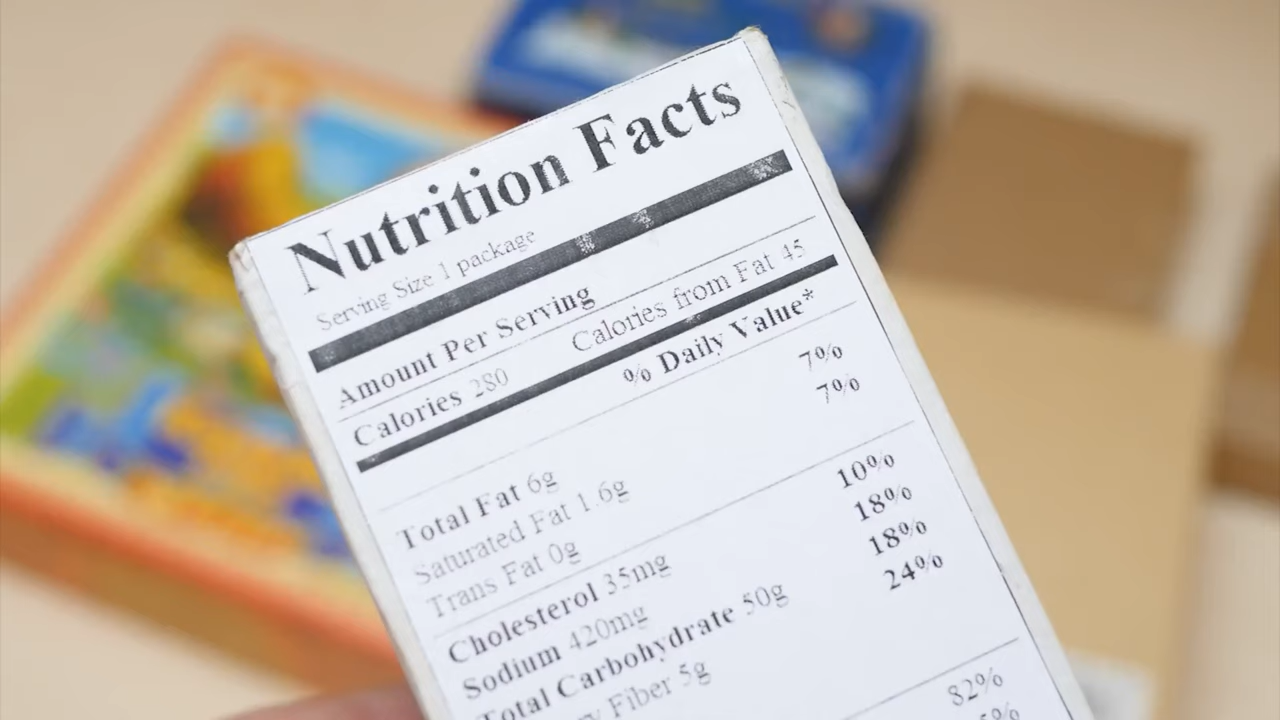 Nutrition Facts
Serving Size 1 package
Amount Per Serving
Calories 280 Calories from Fat 45
% Daily Value*
Total Fat 6g 7%
Saturated Fat 1.6g 7%
Trans Fat 0g
Cholesterol 35mg 10%
Sodium 420mg 18%
Total Carbohydrate 50g 18%
Fiber 5g 24%
82%